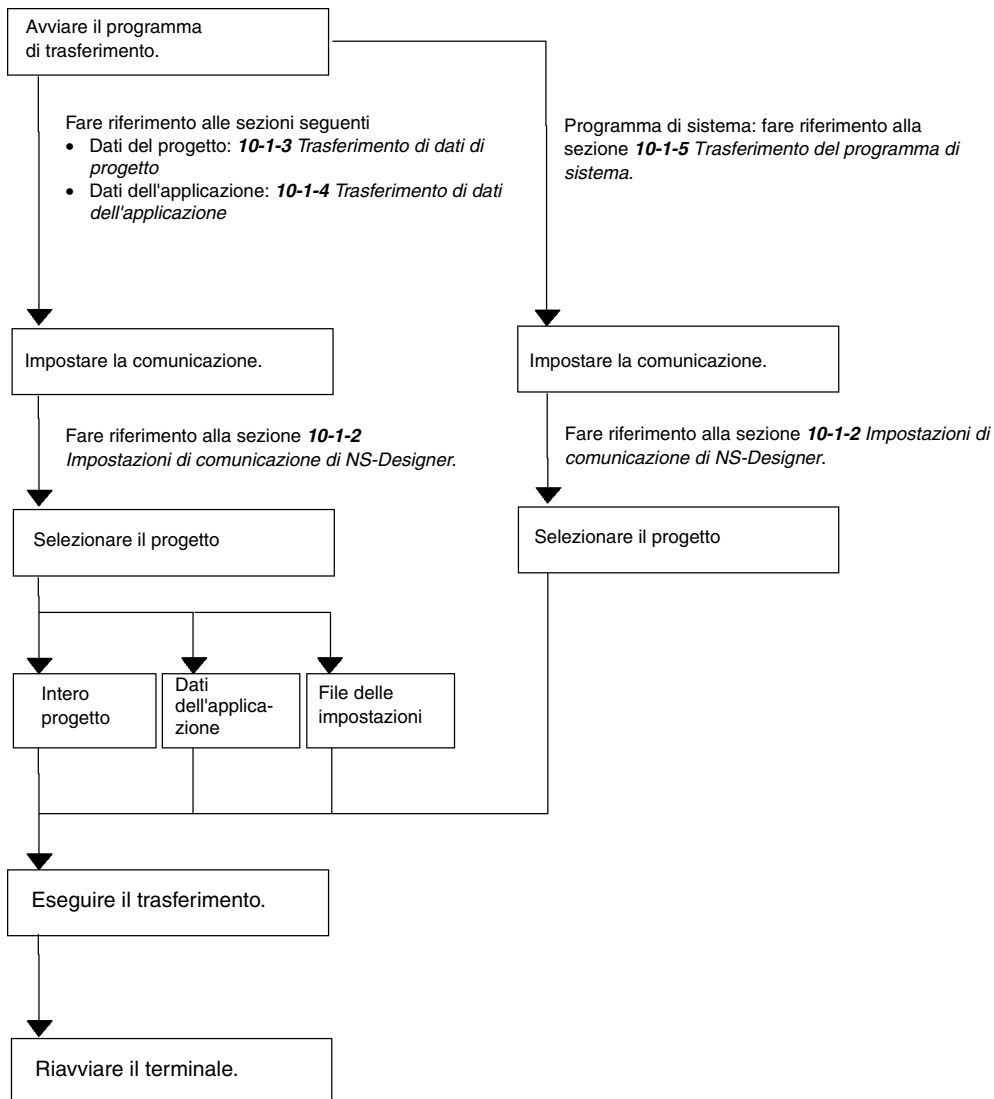 Avviare il programma
di trasferimento.
Fare riferimento alle sezioni seguenti
• Dati del progetto: 10-1-3 Trasferimento di dati di
progetto
• Dati dell'applicazione: 10-1-4 Trasferimento di dati
dell'applicazione
Programma di sistema: fare riferimento alla
sezione 10-1-5 Trasferimento del programma di
sistema.
Impostare la comunicazione.
Impostare la comunicazione.
Fare riferimento alla sezione 10-1-2
Impostazioni di comunicazione di NS-Designer.
Fare riferimento alla sezione 10-1-2 Impostazioni di
comunicazione di NS-Designer.
Selezionare il progetto
Selezionare il progetto
Intero
progetto
Dati
dell'applica-
zione
File delle
impostazioni
Eseguire il trasferimento.
Riavviare il terminale.